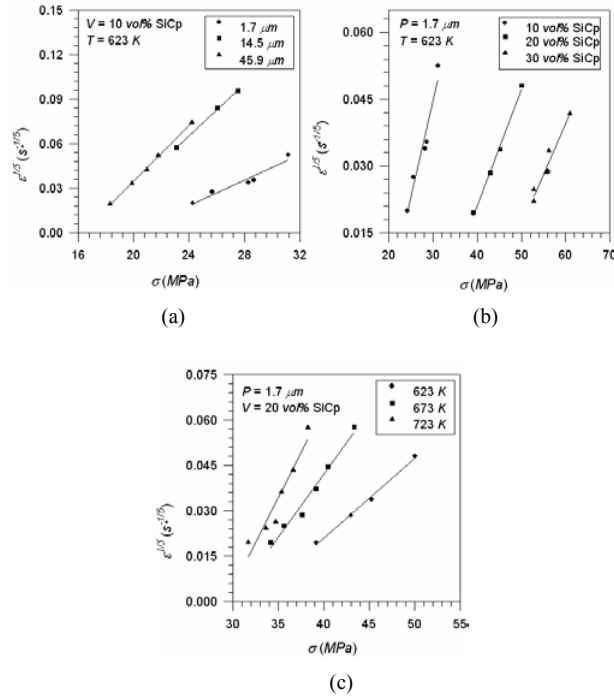 V = 10 vol% SiCp
T = 623 K
1.7 μm
14.5 μm
45.9 μm
0.15
0.12
0.09
0.06
0.03
0.00
ε^1/5 (s^-1/5)
16 20 24 28 32
σ (MPa)
(a)
P = 1.7 μm
T = 623 K
10 vol% SiCp
20 vol% SiCp
30 vol% SiCp
0.060
0.045
0.030
0.015
ε^1/5 (s^-1/5)
10 20 30 40 50 60 70
σ (MPa)
(b)
P = 1.7 μm
V = 20 vol% SiCp
623 K
673 K
723 K
0.075
0.060
0.045
0.030
0.015
0.000
ε^1/5 (s^-1/5)
30 35 40 45 50 55
σ (MPa)
(c)